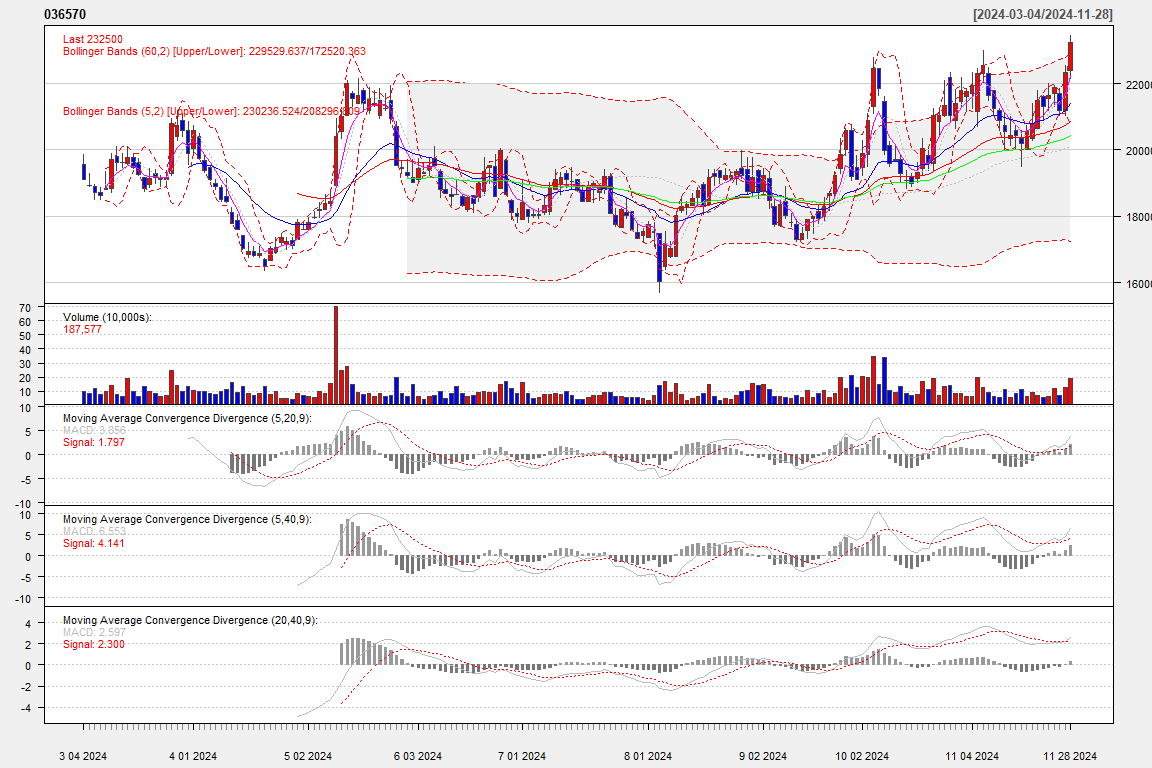 036570
[2024-03-04/2024-11-28]
Last 232500
Bollinger Bands (60,2) [Upper/Lower]: 229529.637/172520.363
Bollinger Bands (5,2) [Upper/Lower]: 230236.524/208296
22000
20000
18000
16000
70
60
50
40
30
20
10
Volume (10,000s):
187,577
10
5
0
-5
-10
Moving Average Convergence Divergence (5,20,9):
MACD: 3.856
Signal: 1.797
10
5
0
-5
-10
Moving Average Convergence Divergence (5,40,9):
MACD: 6.553
Signal: 4.141
4
2
0
-2
-4
Moving Average Convergence Divergence (20,40,9):
MACD: 2.597
Signal: 2.300
3 04 2024
4 01 2024
5 02 2024
6 03 2024
7 01 2024
8 01 2024
9 02 2024
10 02 2024
11 04 2024
11 28 2024